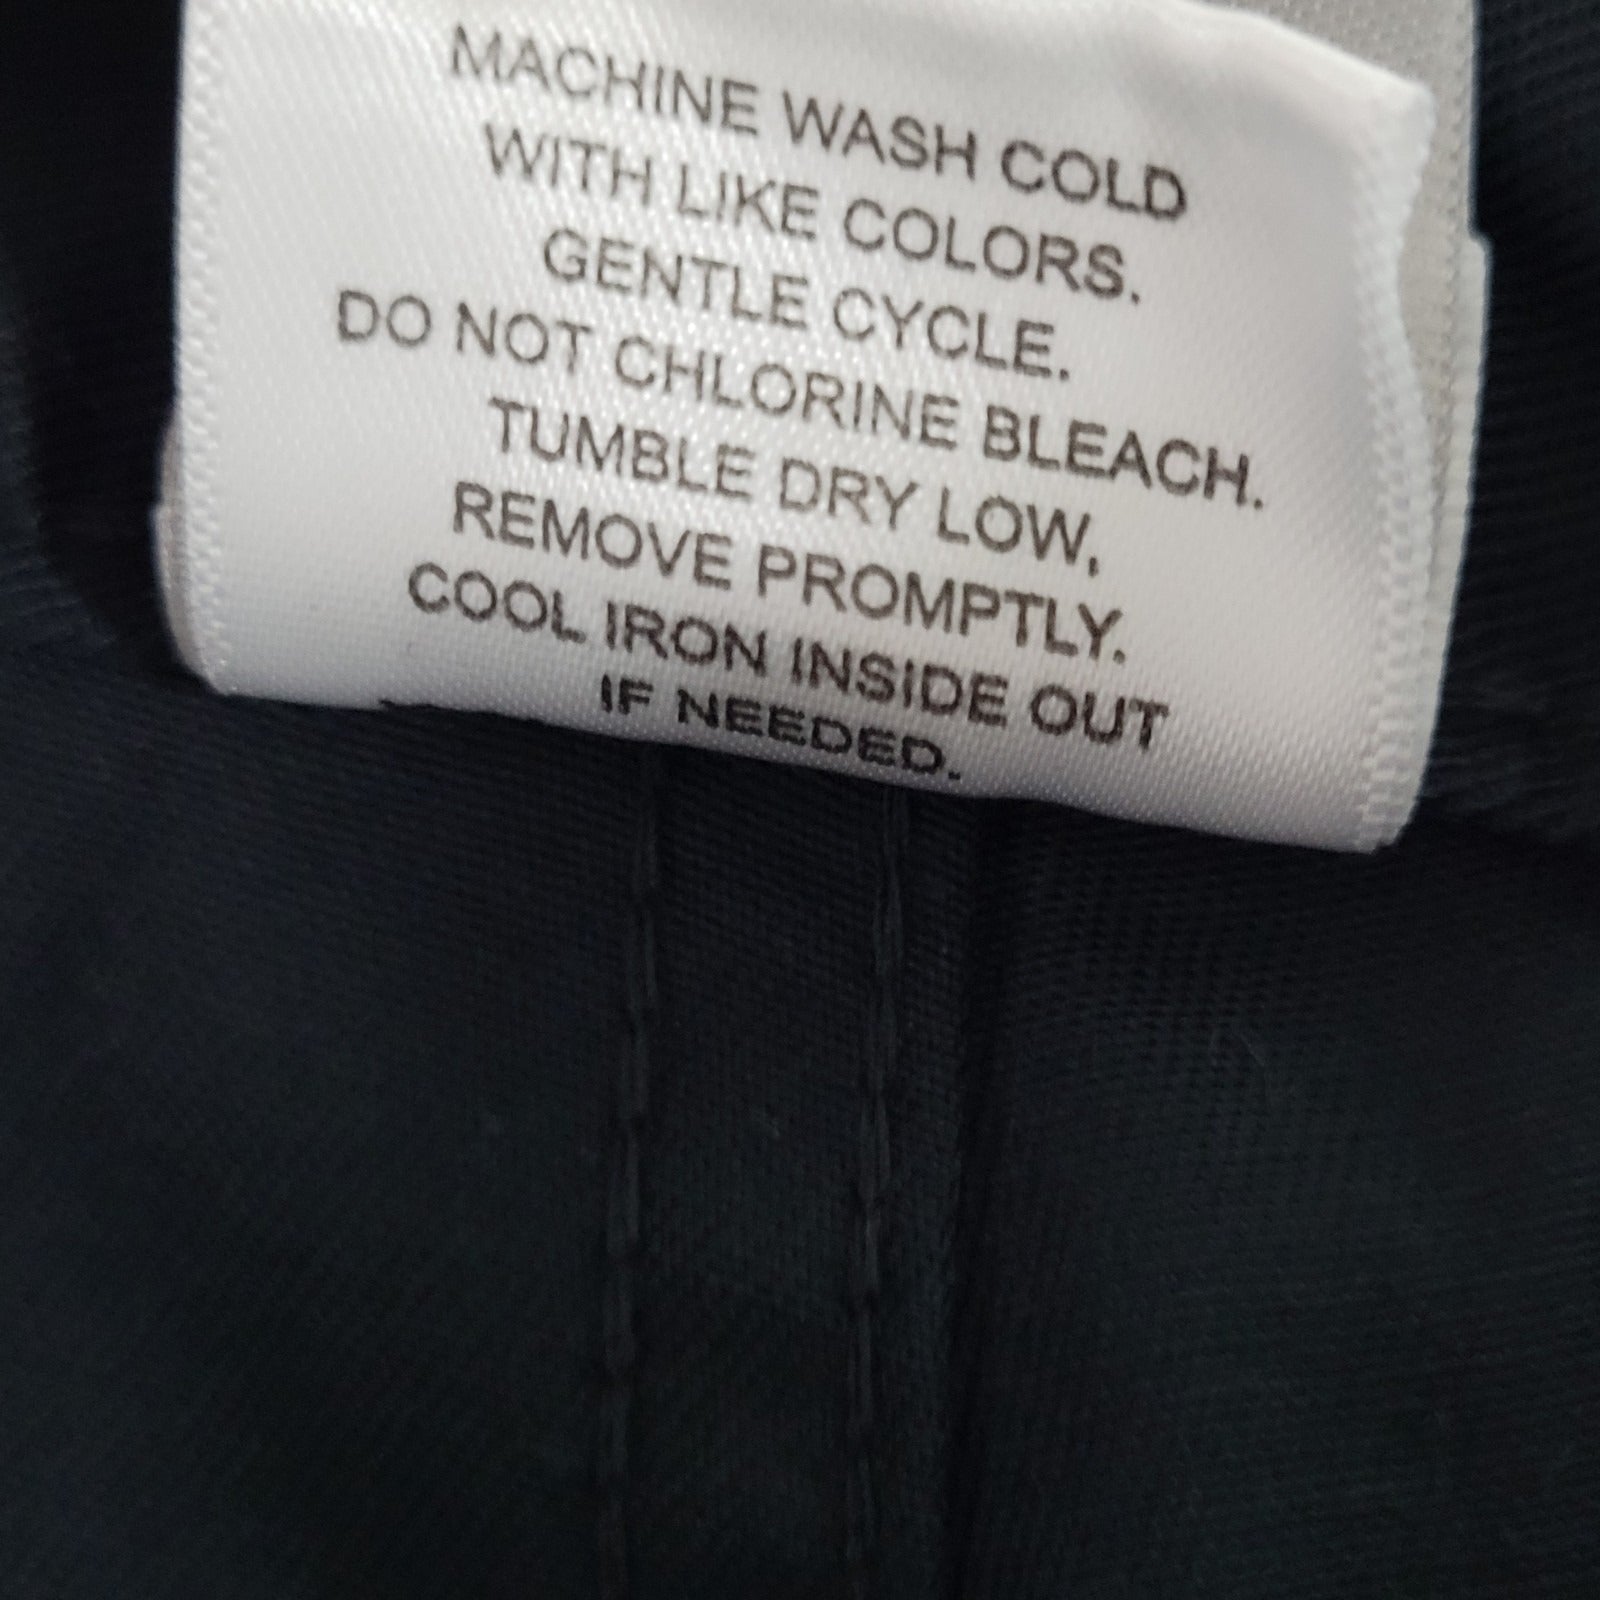 MACHINE WASH COLD
WITH LIKE COLORS.
GENTLE CYCLE.
DO NOT CHLORINE BLEACH.
TUMBLE DRY LOW,
REMOVE PROMPTLY.
COOL IRON INSIDE OUT
IF NEEDED.